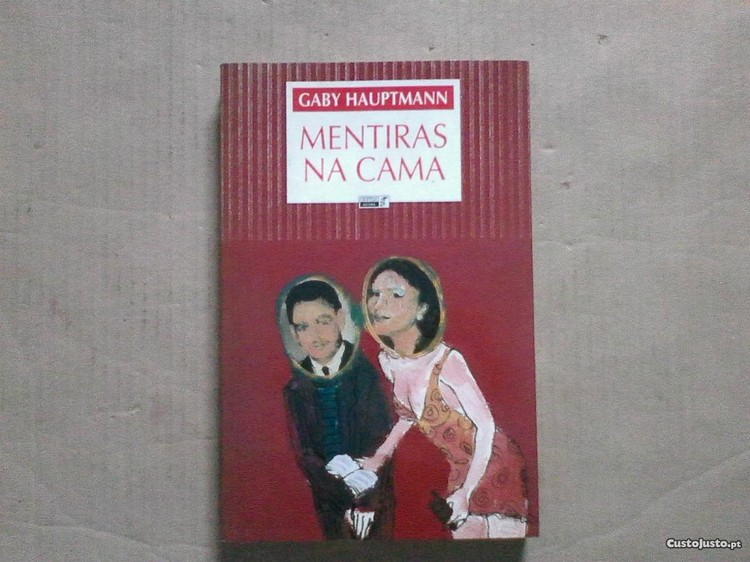 GABY HAUPTMANN
MENTIRAS
NA CAMA
CustoJusto.pt